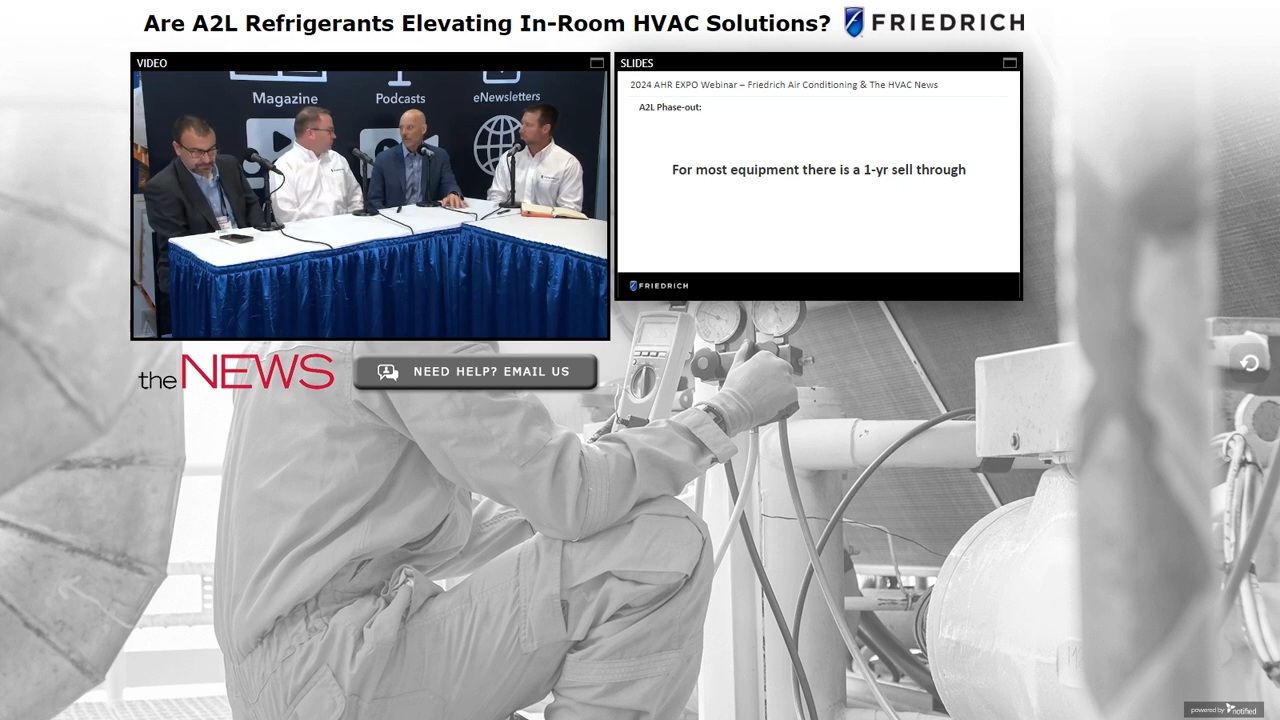 Are A2L Refrigerants Elevating In-Room HVAC Solutions? FRIEDRICH
VIDEO
Magazine
Podcasts
eNewsletters
SLIDES
2024 AHR EXPO Webinar – Friedrich Air Conditioning & The HVAC News
A2L Phase-out:
For most equipment there is a 1-yr sell through
FRIEDRICH
the NEWS
NEED HELP? EMAIL US
powered by notified